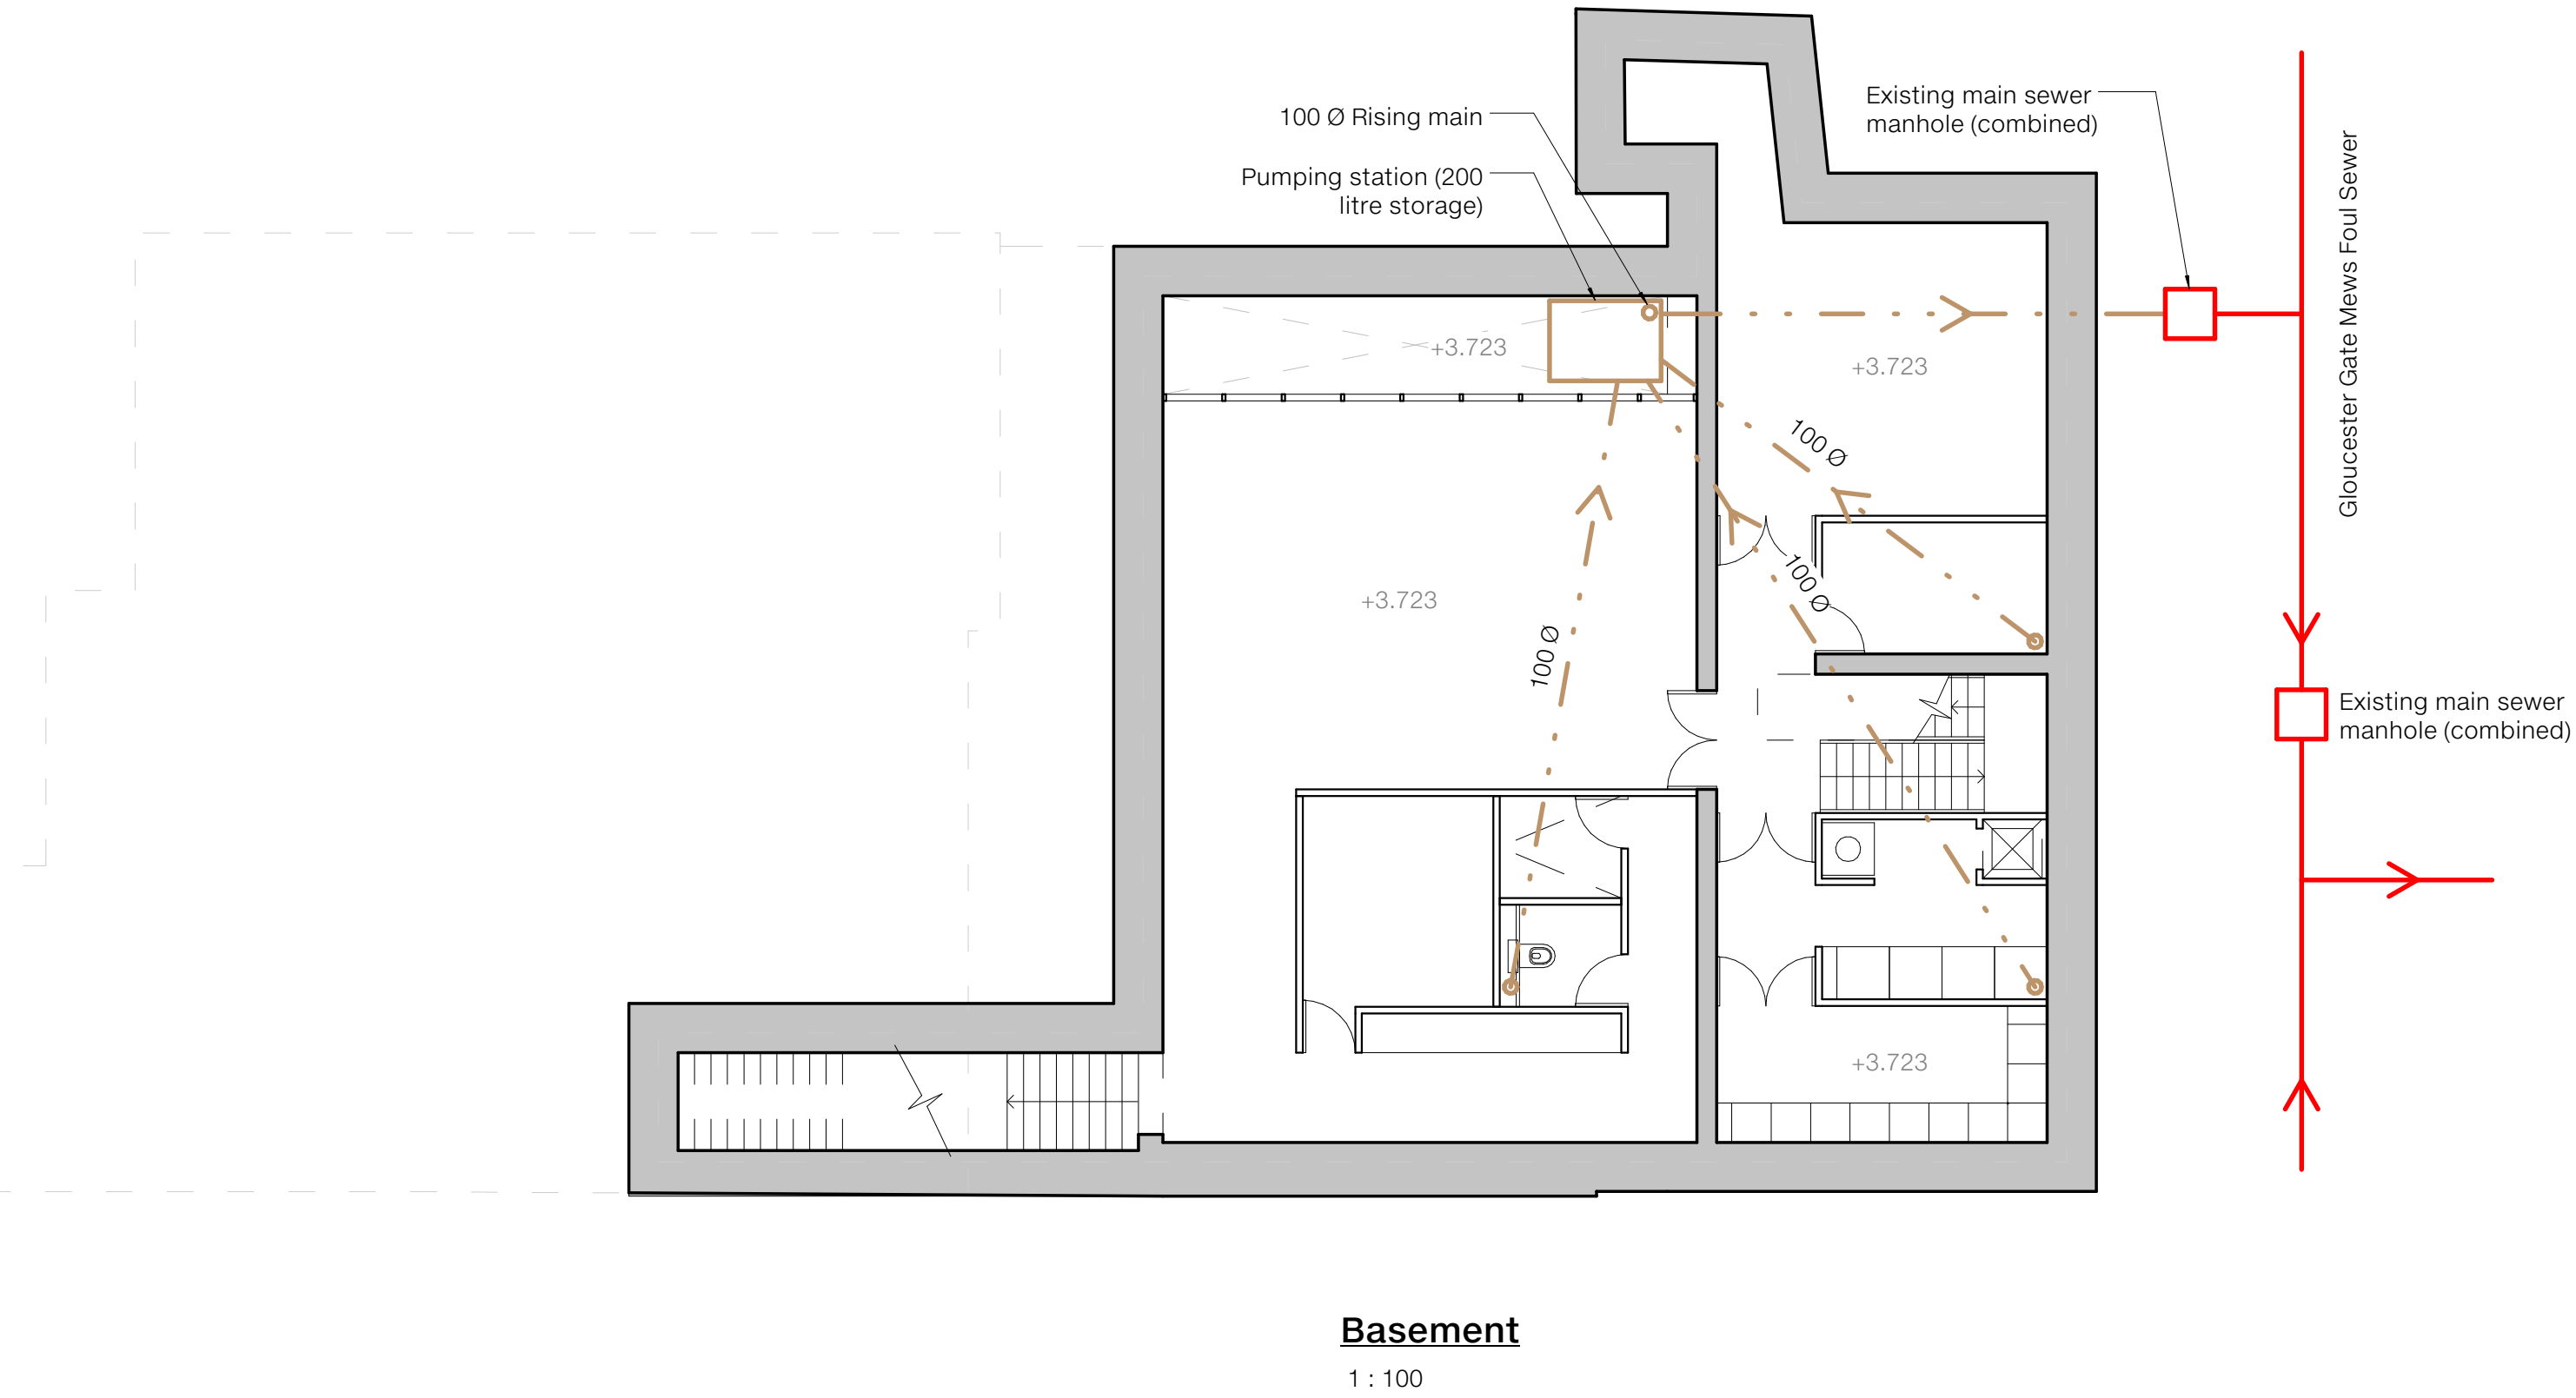 100 Ø Rising main
Pumping station (200
litre storage)
Existing main sewer
manhole (combined)
Gloucester Gate Mews Foul Sewer
+3.723
+3.723
100 Ø
100 Ø
+3.723
100 Ø
Existing main sewer
manhole (combined)
+3.723
Basement
1 : 100